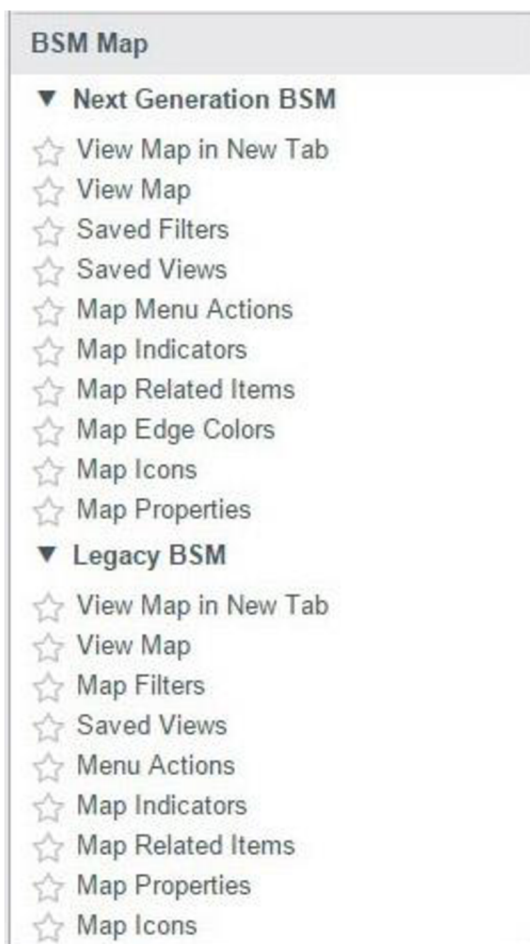 BSM Map
Next Generation BSM
View Map in New Tab
View Map
Saved Filters
Saved Views
Map Menu Actions
Map Indicators
Map Related Items
Map Edge Colors
Map Icons
Map Properties
Legacy BSM
View Map in New Tab
View Map
Map Filters
Saved Views
Menu Actions
Map Indicators
Map Related Items
Map Properties
Map Icons